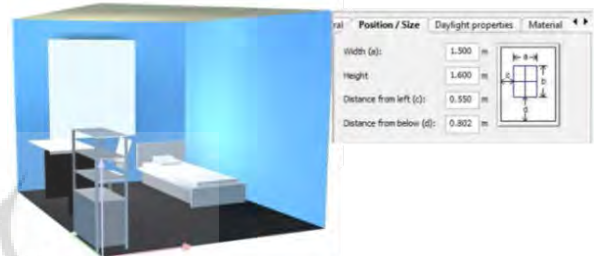 ral Position / Size Daylight properties Material
Width (a): 1.500 m
a
Height 1.600 m
c b
Distance from left (c): 0.550 m
Distance from below (d): 0.802 m
d